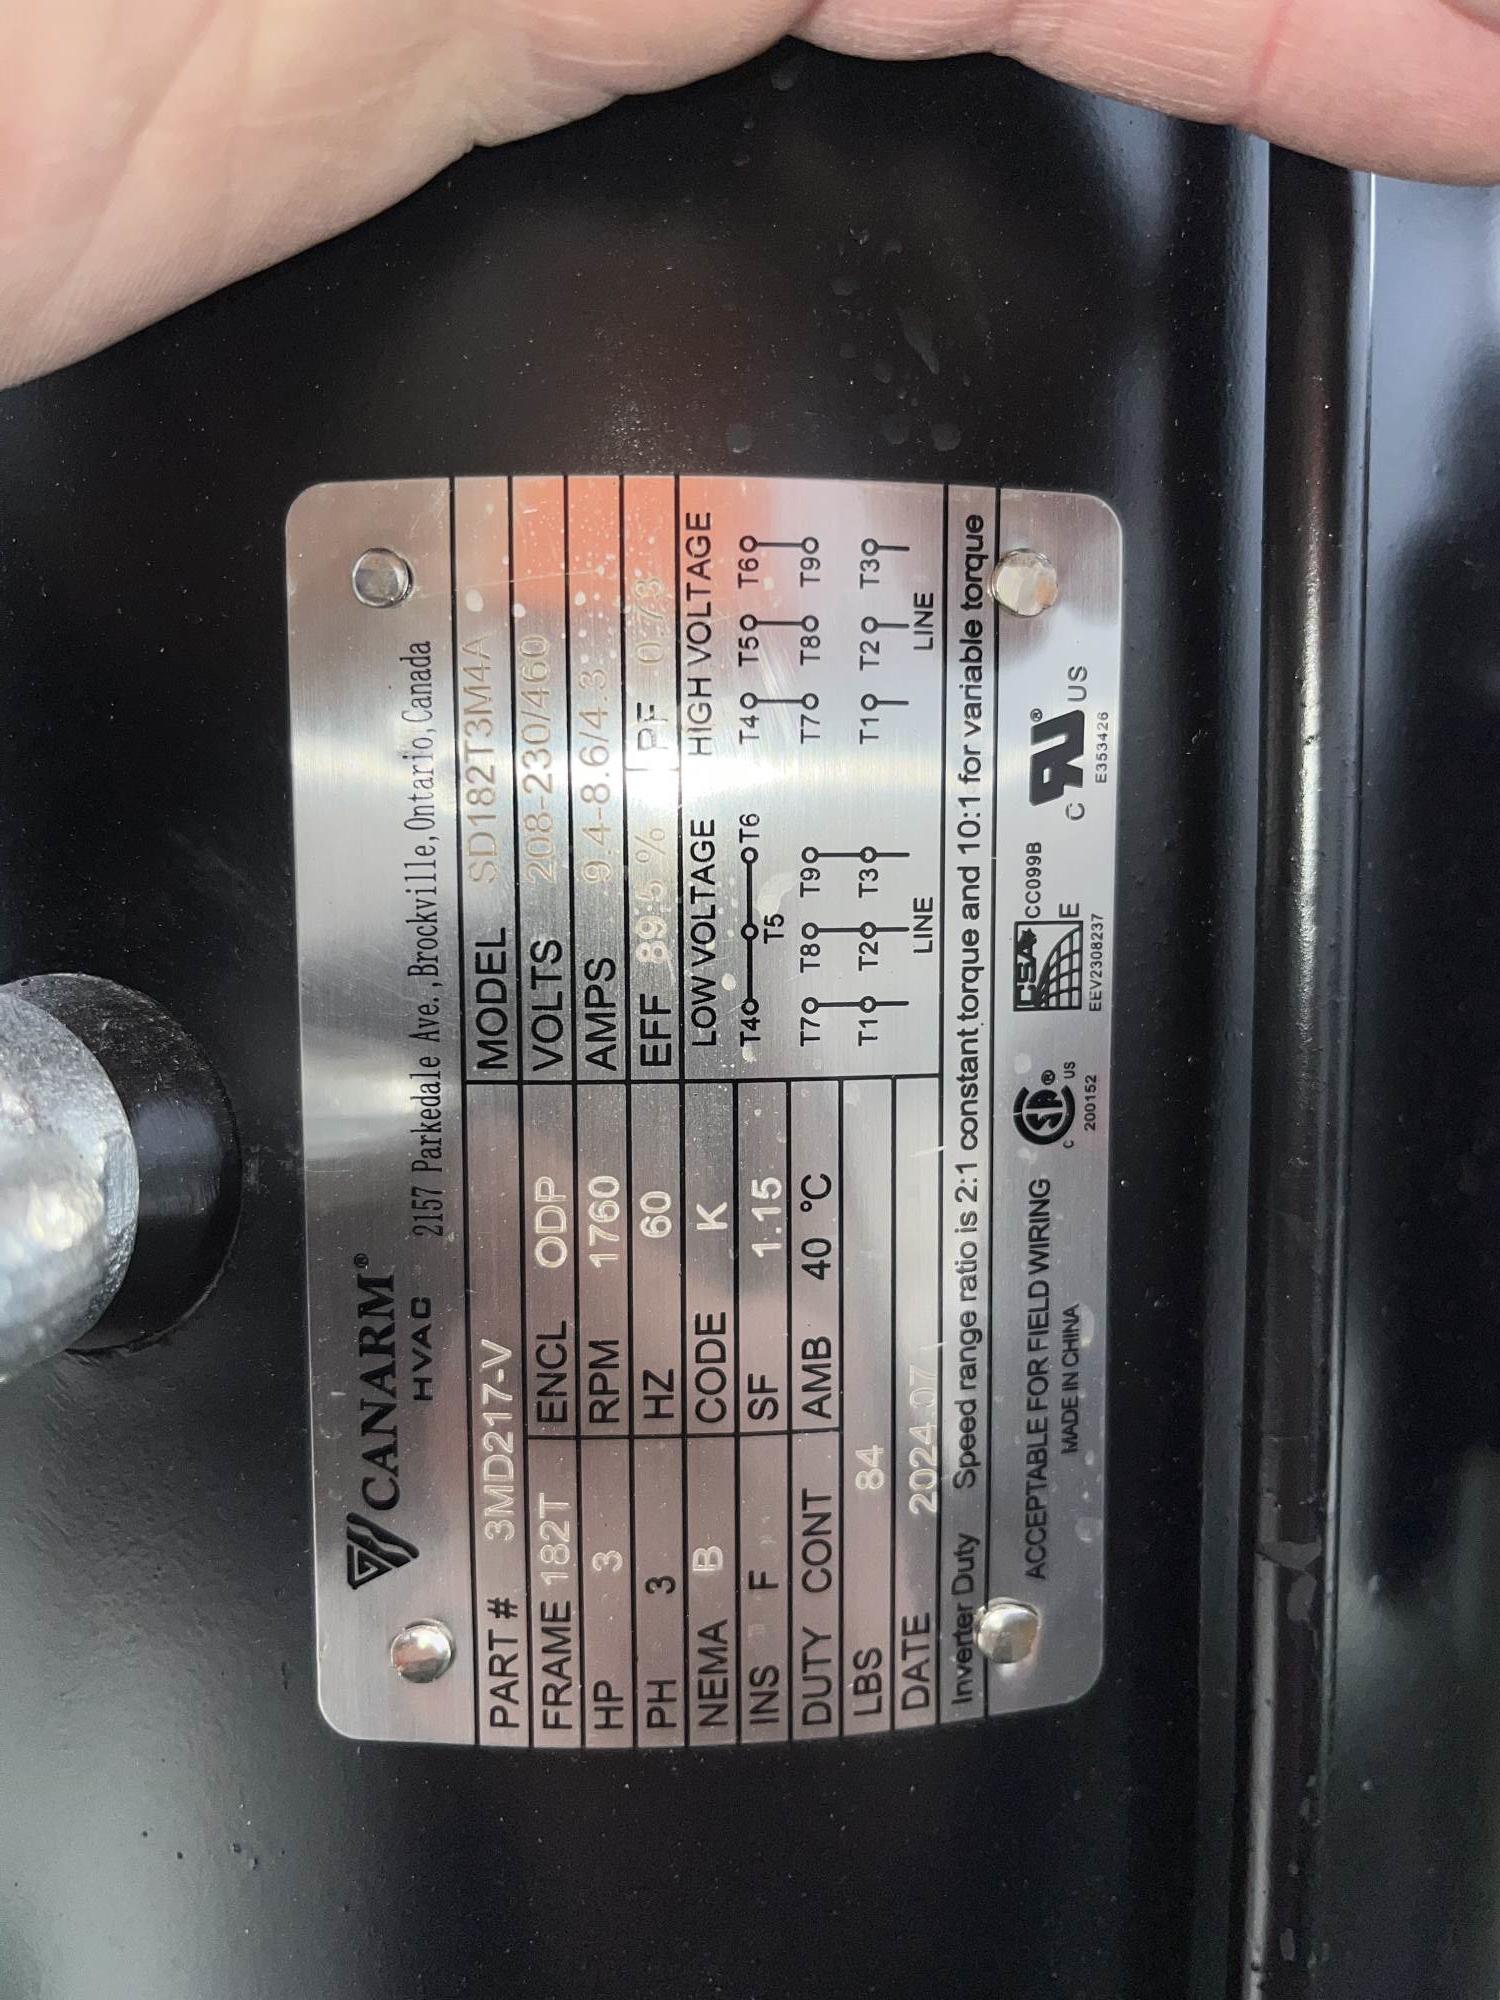 CANARM®
HVAC
2157 Parkedale Ave.,Brockville,Ontario,Canada
PART # 3MD217-V MODEL SD182T3M4A
FRAME 182T ENCL ODP VOLTS 208-230/460
HP 3 RPM 1760 AMPS 9.4-8.6/4.3
PH 3 HZ 60 EFF 89.5% PF 0.73
NEMA B CODE K LOW VOLTAGE HIGH VOLTAGE
INS F SF 1.15 T4 T5 T6 T4 T5 T6
DUTY CONT AMB 40 °C T7 T8 T9 T7 T8 T9
LBS 84 T1 T2 T3 T1 T2 T3
DATE 2024.07 LINE LINE
Inverter Duty Speed range ratio is 2:1 constant torque and 10:1 for variable torque
ACCEPTABLE FOR FIELD WIRING
MADE IN CHINA
C SA® US
200152
CSA CC099B
E
EEV2308237
C RU® US
E353426